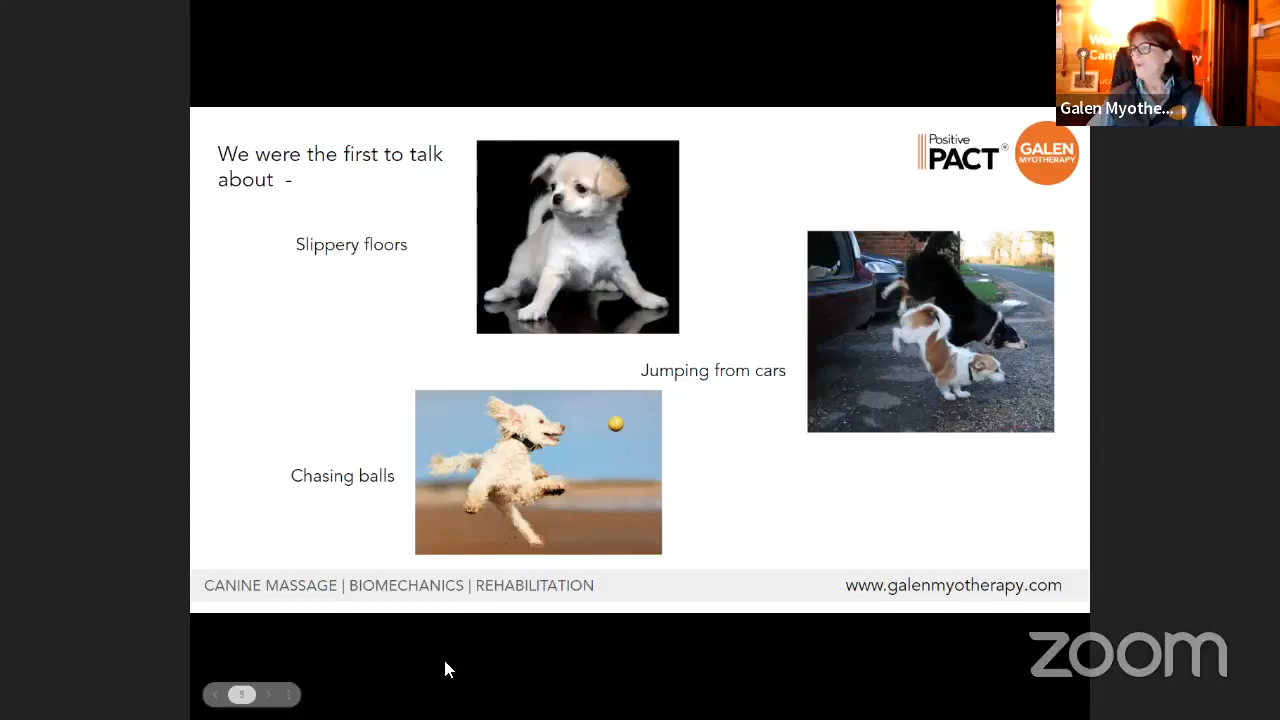 We were the first to talk
about -
Positive
PACT®
GALEN
MYOTHERAPY
Slippery floors
Jumping from cars
Chasing balls
CANINE MASSAGE | BIOMECHANICS | REHABILITATION
www.galenmyotherapy.com
Galen Myothe...
5
zoom